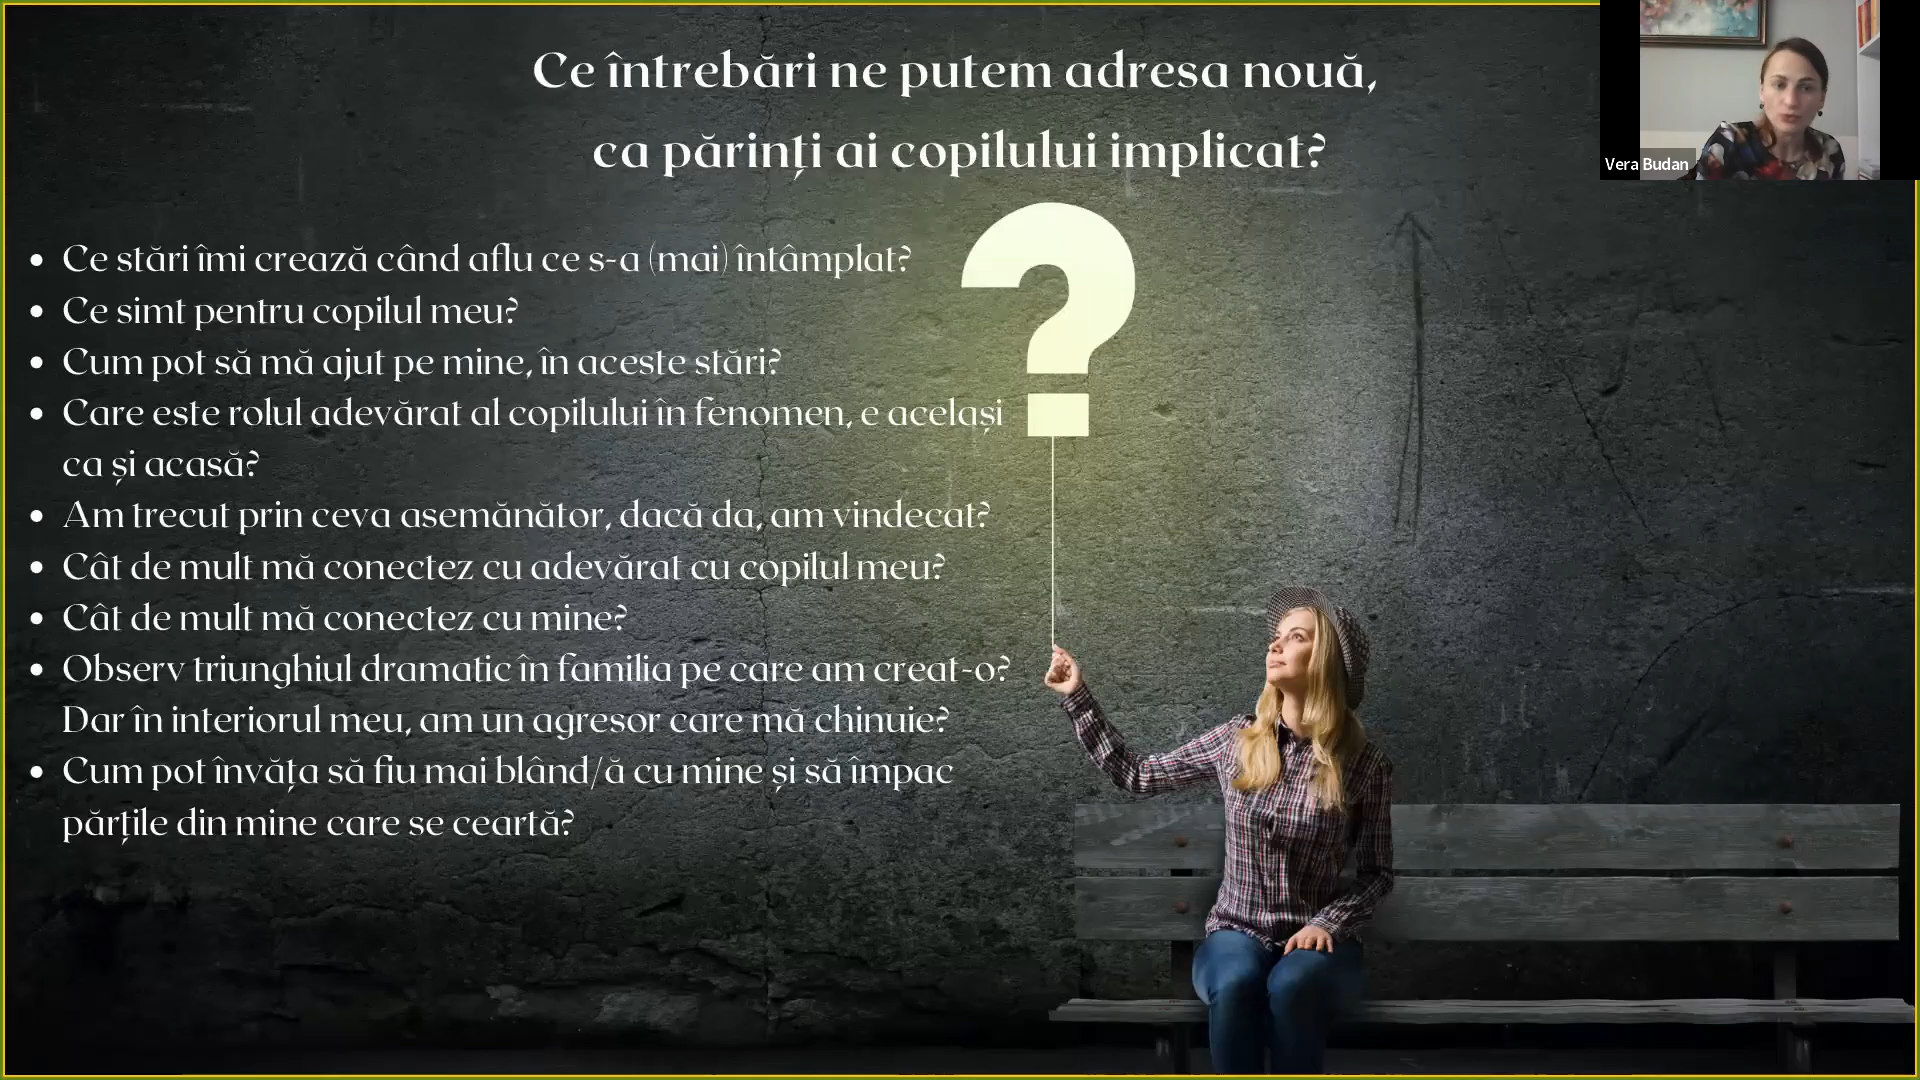 Ce întrebări ne putem adresa nouă,
ca părinți ai copilului implicat?
Vera Budan
• Ce stări îmi crează când aflu ce s-a (mai) întâmplat?
• Ce simt pentru copilul meu?
• Cum pot să mă ajut pe mine, în aceste stări?
• Care este rolul adevărat al copilului în fenomen, e același
ca și acasă?
• Am trecut prin ceva asemănător, dacă da, am vindecat?
• Cât de mult mă conectez cu adevărat cu copilul meu?
• Cât de mult mă conectez cu mine?
• Observ triunghiul dramatic în familia pe care am creat-o?
Dar în interiorul meu, am un agresor care mă chinuie?
• Cum pot învăța să fiu mai blând/ă cu mine și să împac
părțile din mine care se ceartă?